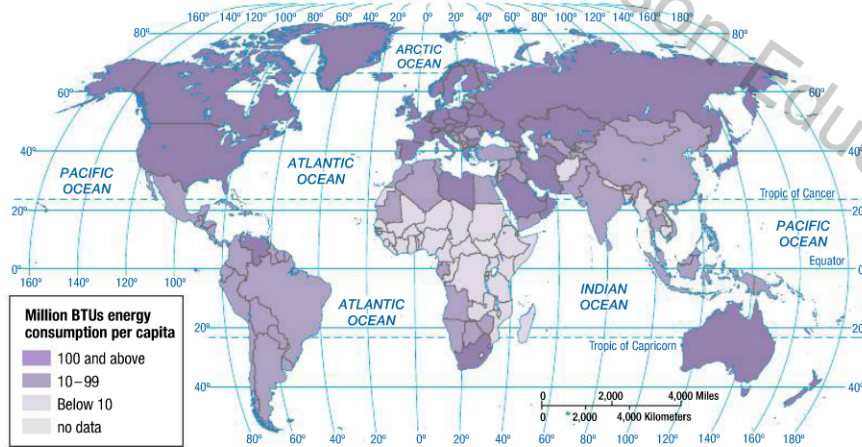 160° 140° 120° 100° 80° 60° 40° 20° 0° 20° 40° 60° 80° 100° 120° 140° 160° 180°
80° 80°
ARCTIC
OCEAN
60° 60°
40° 40°
PACIFIC
OCEAN
ATLANTIC
OCEAN
Tropic of Cancer
20° 20°
PACIFIC
OCEAN
Equator
0° 0°
160° 140° 120° 100° 60° 80° 100° 140° 160°
ATLANTIC
OCEAN
INDIAN
OCEAN
20° 20°
Tropic of Capricorn
40° 40°
Million BTUs energy
consumption per capita
100 and above
10–99
Below 10
no data
0 2,000 4,000 Miles
0 2,000 4,000 Kilometers
80° 60° 40° 20° 0° 20° 40° 60° 80° 100° 120° 140° 160° 180°